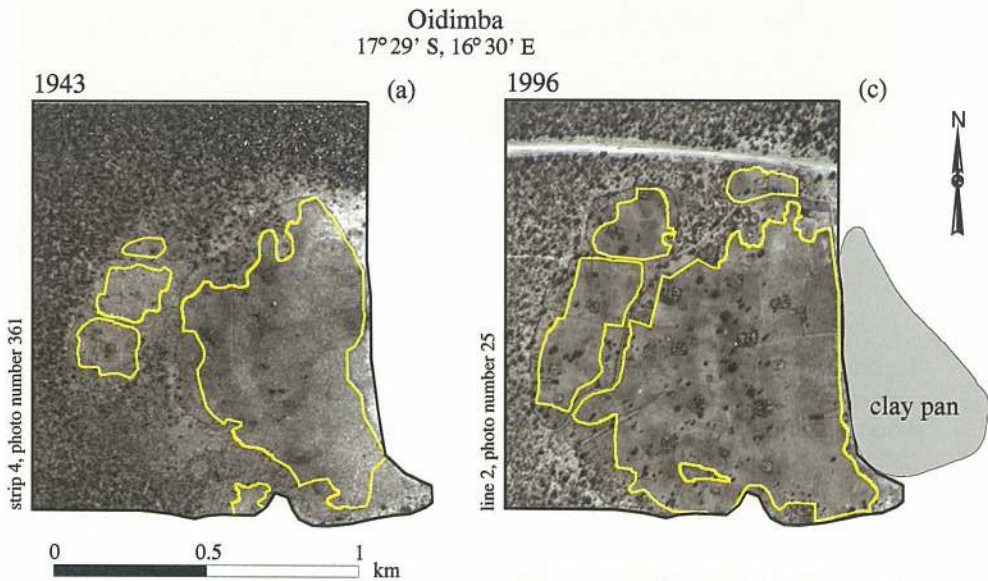 Oidimba
17° 29' S, 16° 30' E
1943
(a)
1996
(c)
N
strip 4, photo number 361
line 2, photo number 25
clay pan
0
0.5
1
km